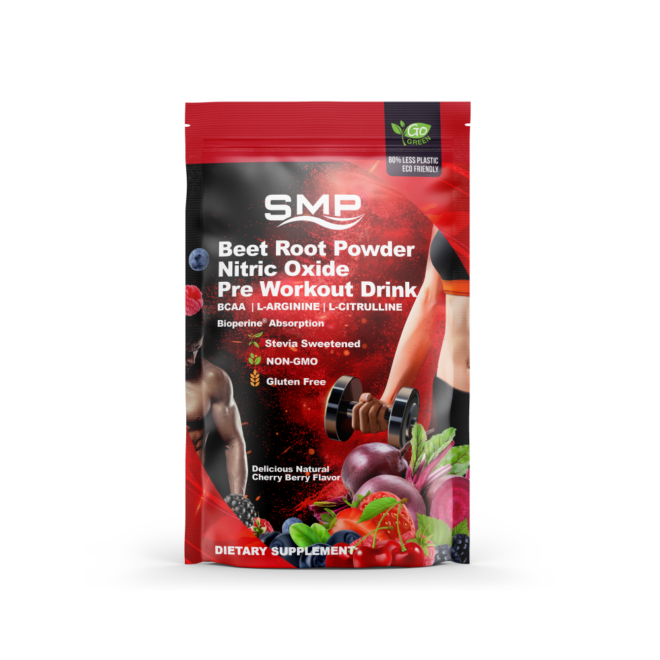 Go
GREEN
80% LESS PLASTIC
ECO FRIENDLY
SMP
Beet Root Powder
Nitric Oxide
Pre Workout Drink
BCAA | L-ARGININE | L-CITRULLINE
Bioperine® Absorption
Stevia Sweetened
NON-GMO
Gluten Free
Delicious Natural
Cherry Berry Flavor
DIETARY SUPPLEMENT